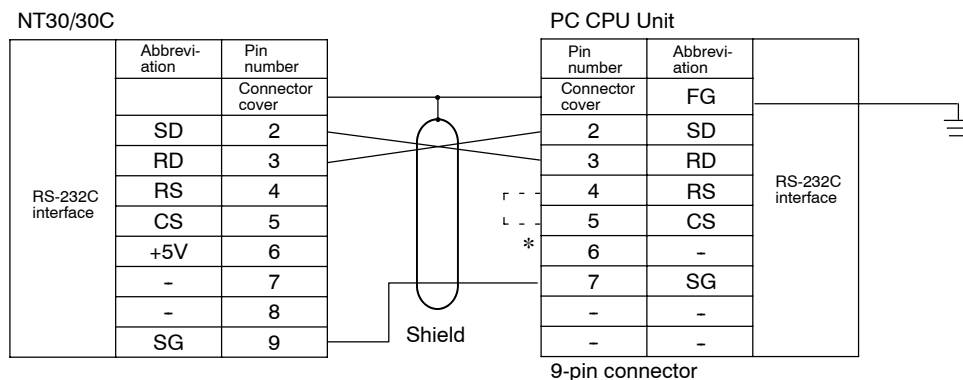 NT30/30C
PC CPU Unit
Abbrevi-
ation
Pin
number
Pin
number
Abbrevi-
ation
Connector
cover
Connector
cover
FG
SD 2 2 SD
RD 3 3 RD
RS 4 4 RS
CS 5 5 CS
+5V 6 * 6 -
- 7 7 SG
- 8 - -
SG 9 - -
RS-232C
interface
RS-232C
interface
Shield
9-pin connector